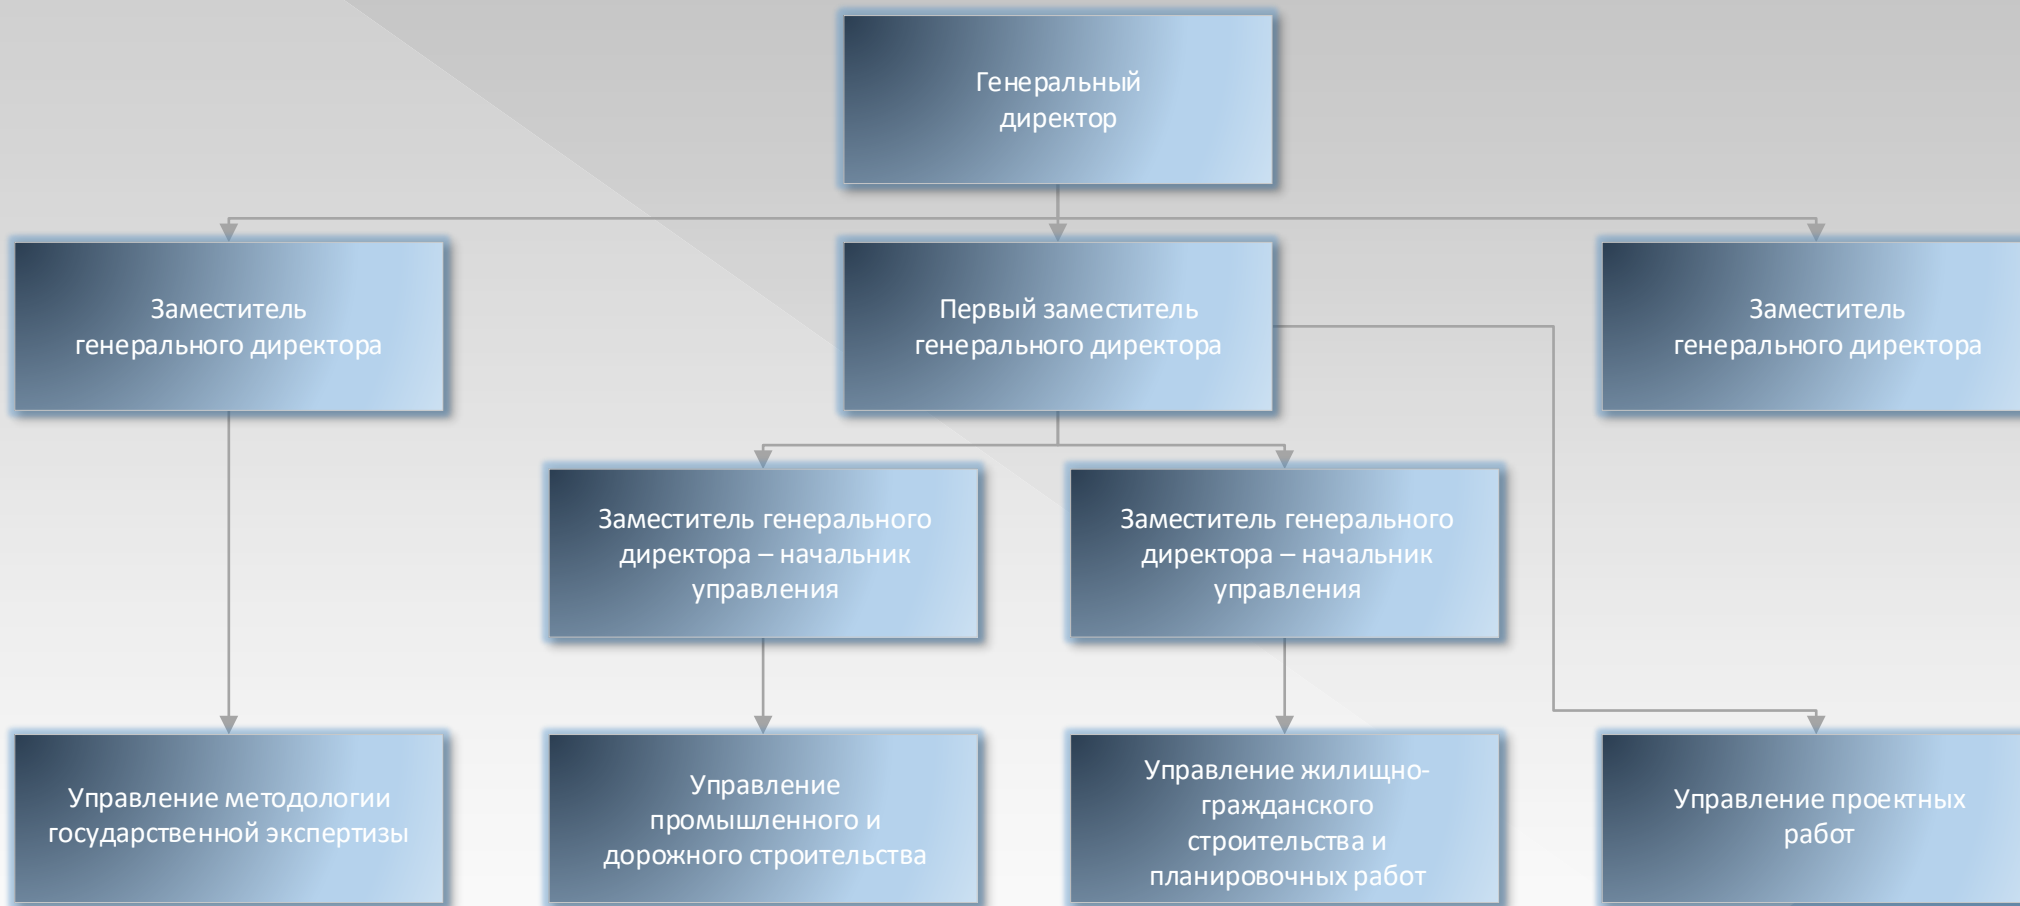 Генеральный
директор
Заместитель
генерального директора
Первый заместитель
генерального директора
Заместитель
генерального директора
Заместитель генерального
директора – начальник
управления
Заместитель генерального
директора – начальник
управления
Управление методологии
государственной экспертизы
Управление
промышленного и
дорожного строительства
Управление жилищно-
гражданского
строительства и
планировочных работ
Управление проектных
работ